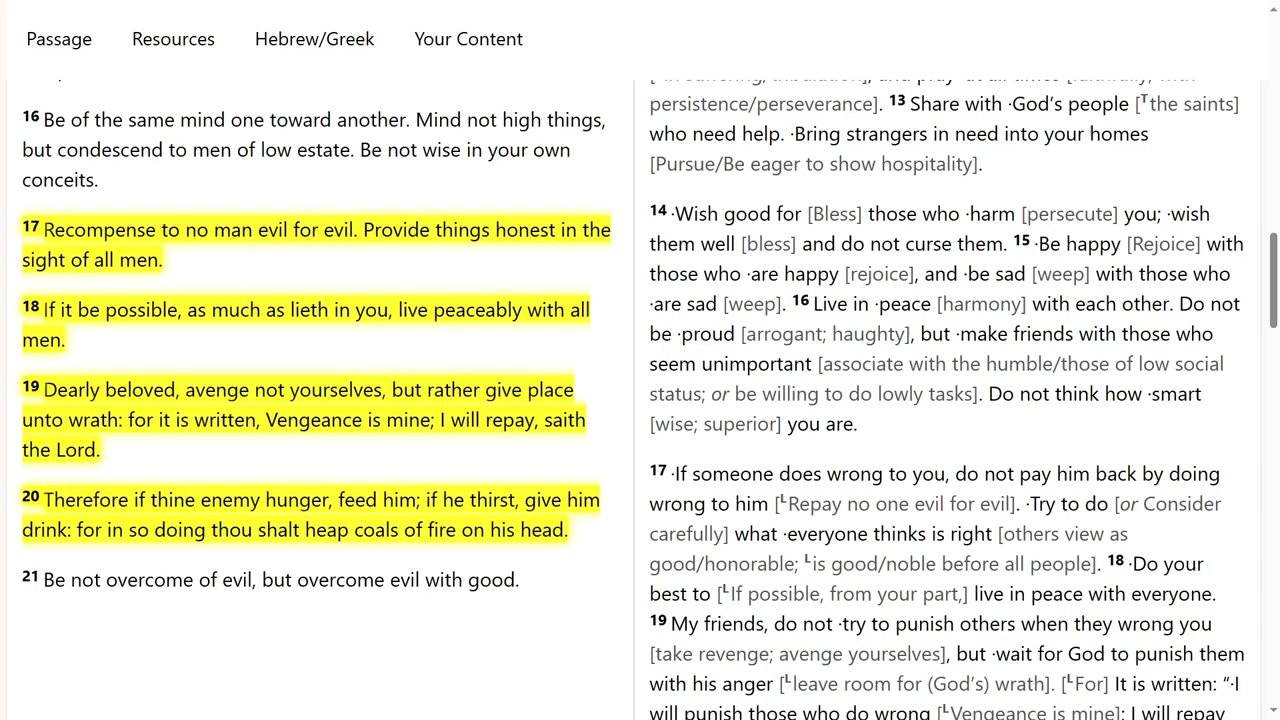 Passage Resources Hebrew/Greek Your Content
16 Be of the same mind one toward another. Mind not high things,
but condescend to men of low estate. Be not wise in your own
conceits.
17 Recompense to no man evil for evil. Provide things honest in the
sight of all men.
18 If it be possible, as much as lieth in you, live peaceably with all
men.
19 Dearly beloved, avenge not yourselves, but rather give place
unto wrath: for it is written, Vengeance is mine; I will repay, saith
the Lord.
20 Therefore if thine enemy hunger, feed him; if he thirst, give him
drink: for in so doing thou shalt heap coals of fire on his head.
21 Be not overcome of evil, but overcome evil with good.
persistence/perseverance]. 13 Share with ·God’s people [ᵀthe saints]
who need help. ·Bring strangers in need into your homes
[Pursue/Be eager to show hospitality].
14 ·Wish good for [Bless] those who ·harm [persecute] you; ·wish
them well [bless] and do not curse them. 15 ·Be happy [Rejoice] with
those who ·are happy [rejoice], and ·be sad [weep] with those who
·are sad [weep]. 16 Live in ·peace [harmony] with each other. Do not
be ·proud [arrogant; haughty], but ·make friends with those who
seem unimportant [associate with the humble/those of low social
status; or be willing to do lowly tasks]. Do not think how ·smart
[wise; superior] you are.
17 ·If someone does wrong to you, do not pay him back by doing
wrong to him [ᴸRepay no one evil for evil]. ·Try to do [or Consider
carefully] what ·everyone thinks is right [others view as
good/honorable; ᴸis good/noble before all people]. 18 ·Do your
best to [ᴸIf possible, from your part,] live in peace with everyone.
19 My friends, do not ·try to punish others when they wrong you
[take revenge; avenge yourselves], but ·wait for God to punish them
with his anger [ᴸleave room for (God’s) wrath]. [ᴸFor] It is written: “·I
will punish those who do wrong [ᴸVengeance is mine]; I will repay